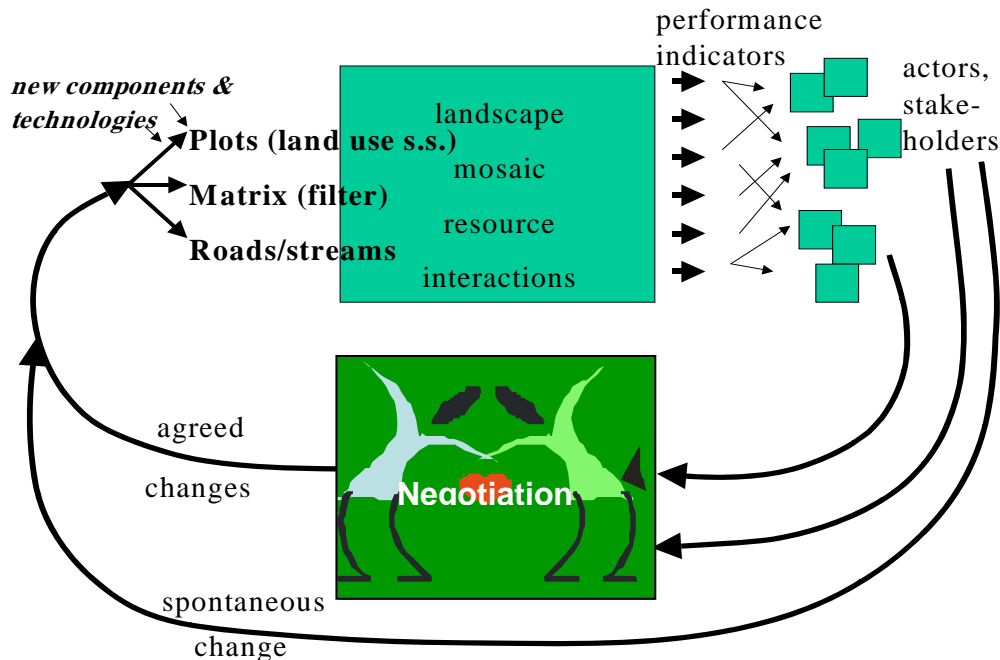 performance
indicators
actors,
stake-
holders
new components &
technologies
Plots (land use s.s.)
Matrix (filter)
Roads/streams
landscape
mosaic
resource
interactions
agreed
changes
Negotiation
spontaneous
change